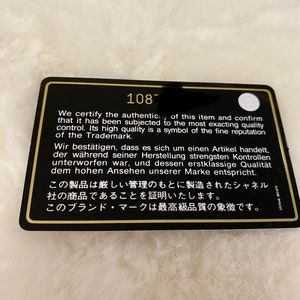 108
We certify the authenticity of this item and confirm
that it has been subjected to the most exacting quality
control. Its high quality is a symbol of the fine reputation
of the Trademark.
Wir bestätigen, dass es sich um einen Artikel handelt,
der während seiner Herstellung strengsten Kontrollen
unterworfen war, und dessen erstklassige Qualität
dem hohen Ansehen unserer Marke entspricht.
この製品は厳しい管理のもとに製造されたシャネル
社の商品であることを証明いたします。
このブランド・マークは最高級品質の象徴です。